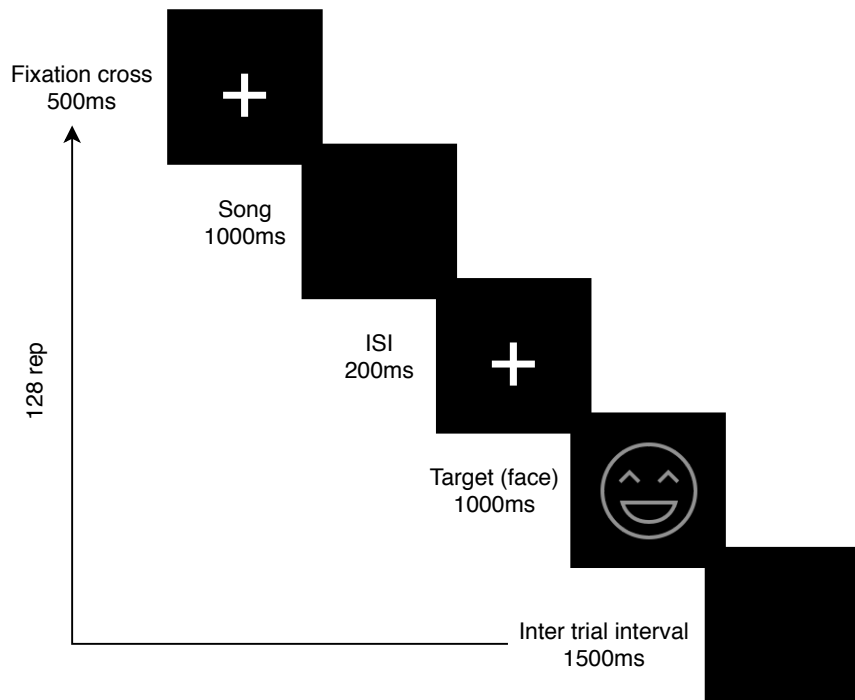 Fixation cross
500ms
Song
1000ms
ISI
200ms
128 rep
Target (face)
1000ms
Inter trial interval
1500ms